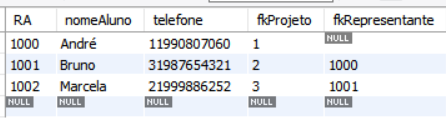 RA nomeAluno telefone fkProjeto fkRepresentante
1000 André 11990807060 1 NULL
1001 Bruno 31987654321 2 1000
1002 Marcela 21999886252 3 1001
NULL NULL NULL NULL NULL